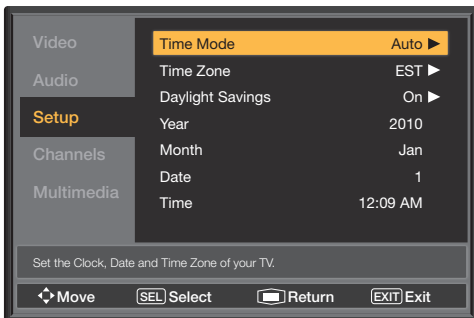 Video
Audio
Setup
Channels
Multimedia
Time Mode Auto
Time Zone EST
Daylight Savings On
Year 2010
Month Jan
Date 1
Time 12:09 AM
Set the Clock, Date and Time Zone of your TV.
Move SEL Select Return EXIT Exit